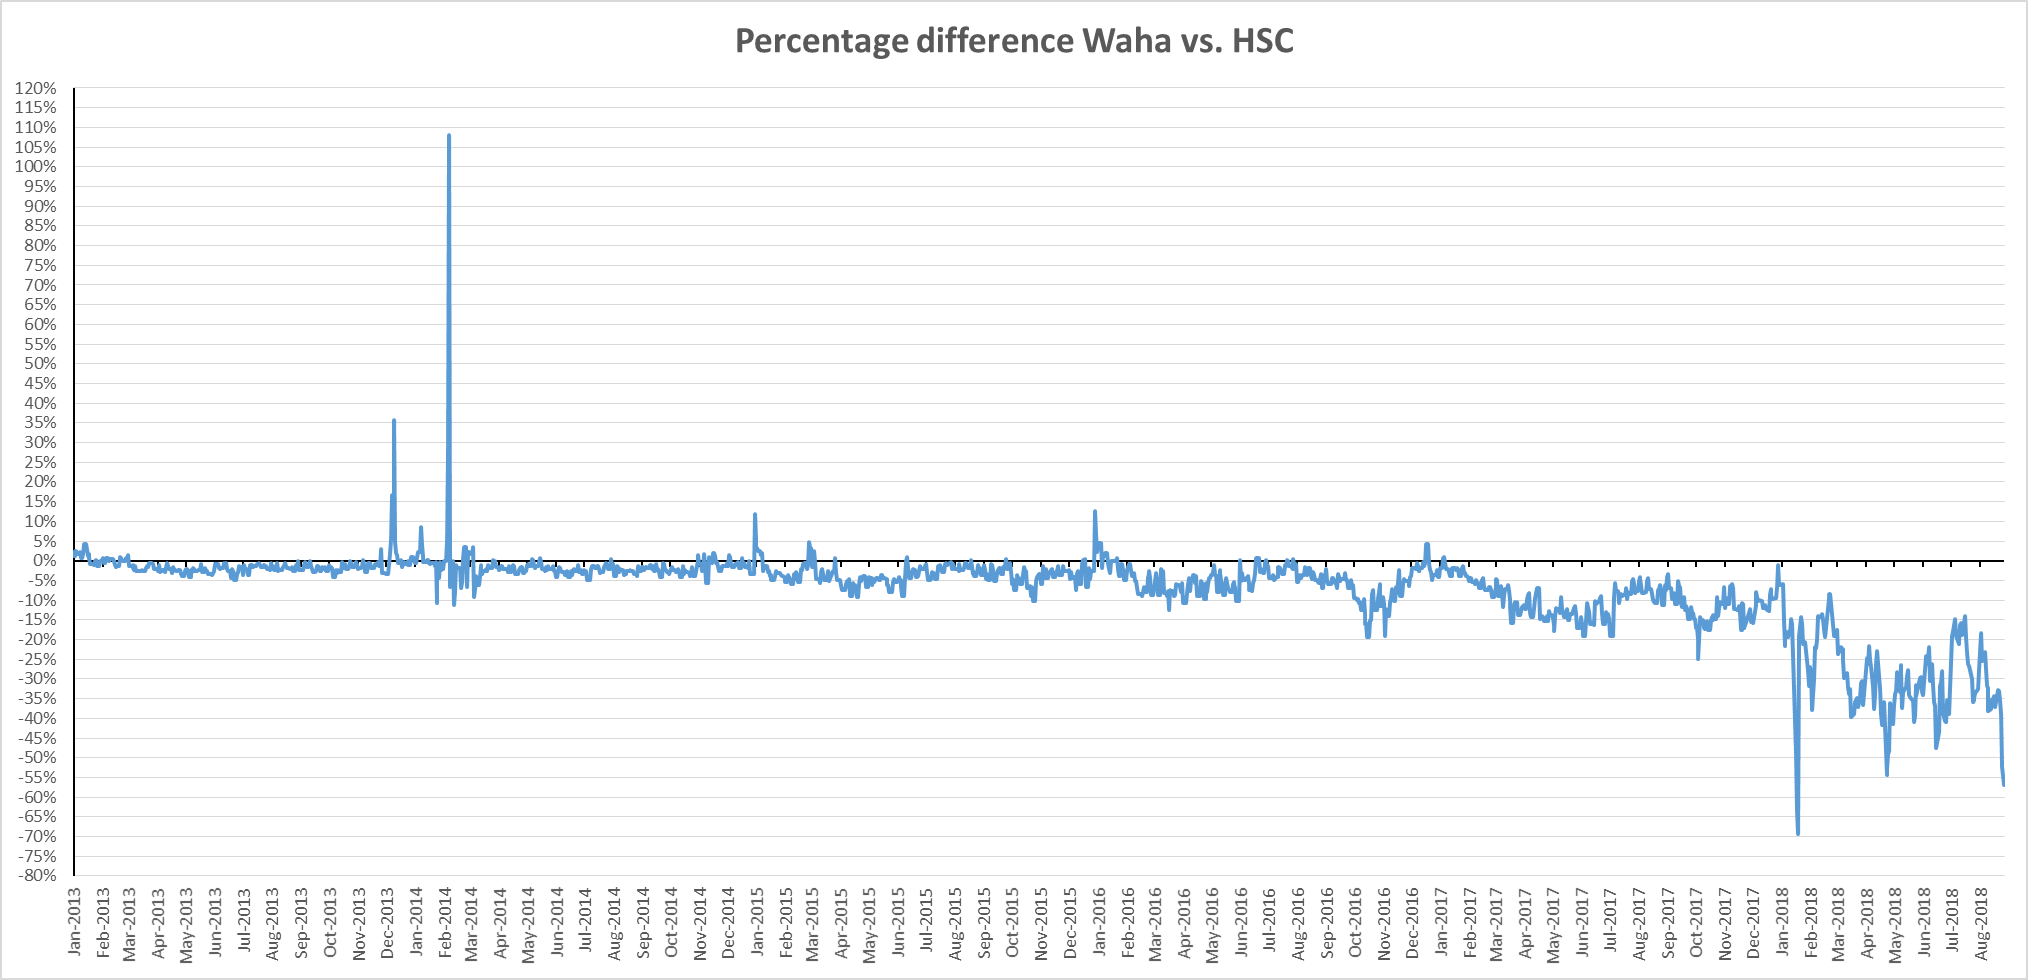 Percentage difference Waha vs. HSC
120%
115%
110%
105%
100%
95%
90%
85%
80%
75%
70%
65%
60%
55%
50%
45%
40%
35%
30%
25%
20%
15%
10%
5%
0%
-5%
-10%
-15%
-20%
-25%
-30%
-35%
-40%
-45%
-50%
-55%
-60%
-65%
-70%
-75%
-80%
Jan-2013
Feb-2013
Mar-2013
Apr-2013
May-2013
Jun-2013
Jul-2013
Aug-2013
Sep-2013
Oct-2013
Nov-2013
Dec-2013
Jan-2014
Feb-2014
Mar-2014
Apr-2014
May-2014
Jun-2014
Jul-2014
Aug-2014
Sep-2014
Oct-2014
Nov-2014
Dec-2014
Jan-2015
Feb-2015
Mar-2015
Apr-2015
May-2015
Jun-2015
Jul-2015
Aug-2015
Sep-2015
Oct-2015
Nov-2015
Dec-2015
Jan-2016
Feb-2016
Mar-2016
Apr-2016
May-2016
Jun-2016
Jul-2016
Aug-2016
Sep-2016
Oct-2016
Nov-2016
Dec-2016
Jan-2017
Feb-2017
Mar-2017
Apr-2017
May-2017
Jun-2017
Jul-2017
Aug-2017
Sep-2017
Oct-2017
Nov-2017
Dec-2017
Jan-2018
Feb-2018
Mar-2018
Apr-2018
May-2018
Jun-2018
Jul-2018
Aug-2018